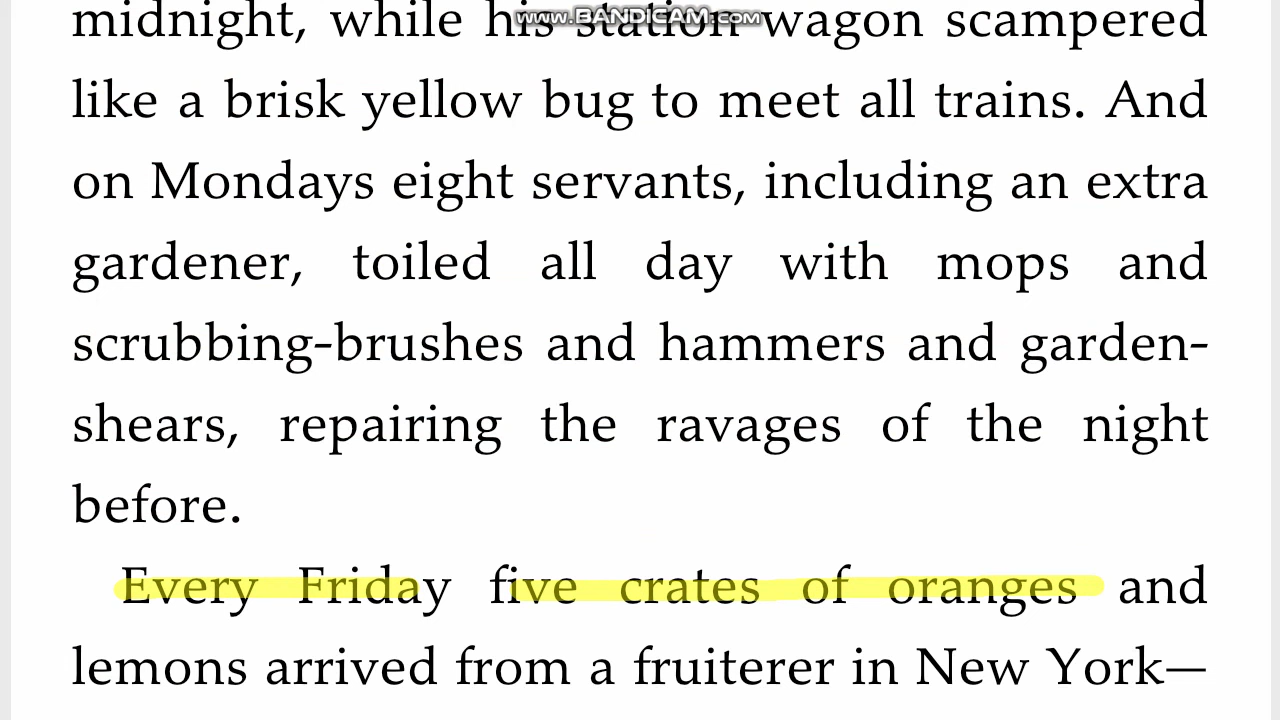 www.BANDICAM.com
midnight, while his station-wagon scampered
like a brisk yellow bug to meet all trains. And
on Mondays eight servants, including an extra
gardener, toiled all day with mops and
scrubbing-brushes and hammers and garden-
shears, repairing the ravages of the night
before.
Every Friday five crates of oranges and
lemons arrived from a fruiterer in New York—